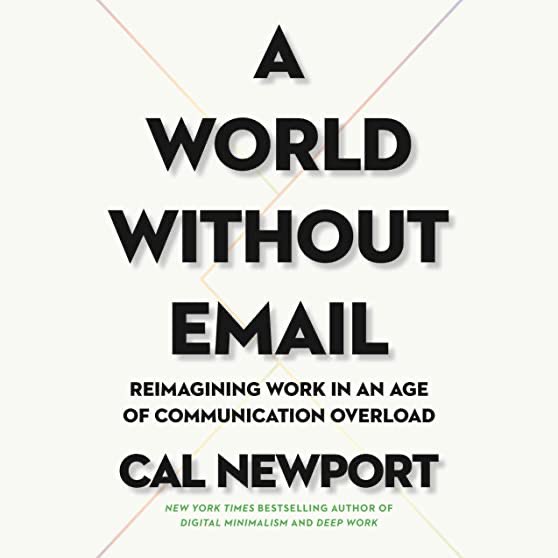 A
WORLD
WITHOUT
EMAIL
REIMAGINING WORK IN AN AGE
OF COMMUNICATION OVERLOAD
CAL NEWPORT
NEW YORK TIMES BESTSELLING AUTHOR OF
DIGITAL MINIMALISM AND DEEP WORK